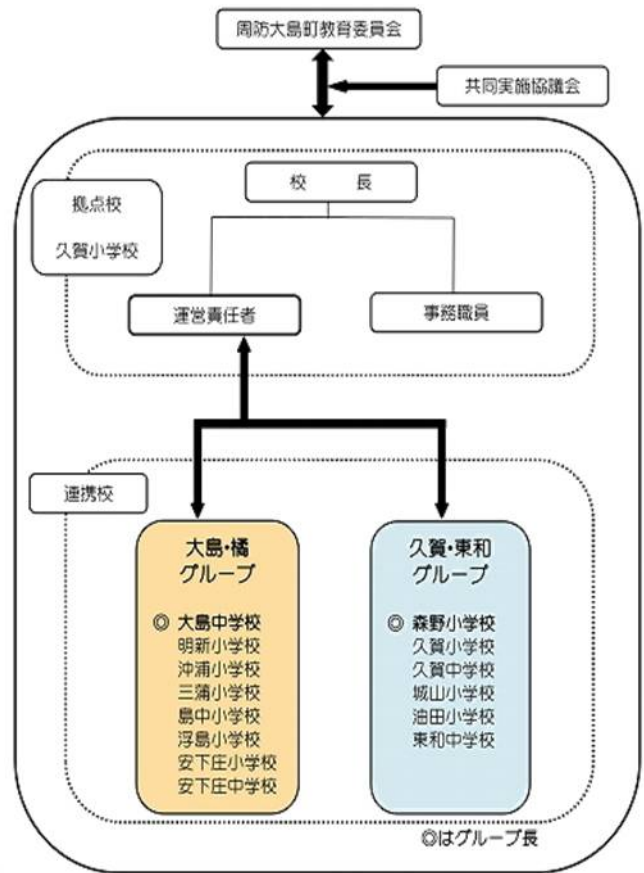 周防大島町教育委員会
共同実施協議会
校　　長
拠点校
久賀小学校
運営責任者
事務職員
連携校
大島・橘
グループ
◎ 大島中学校
明新小学校
沖浦小学校
三蒲小学校
島中小学校
浮島小学校
安下庄小学校
安下庄中学校
久賀・東和
グループ
◎ 森野小学校
久賀小学校
久賀中学校
城山小学校
油田小学校
東和中学校
◎はグループ長